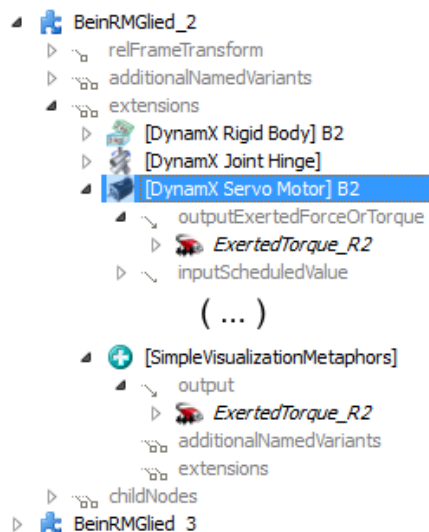 BeinRMGlied_2
relFrameTransform
additionalNamedVariants
extensions
[DynamX Rigid Body] B2
[DynamX Joint Hinge]
[DynamX Servo Motor] B2
outputExertedForceOrTorque
ExertedTorque_R2
inputScheduledValue
( ... )
[SimpleVisualizationMetaphors]
output
ExertedTorque_R2
additionalNamedVariants
extensions
childNodes
BeinRMGlied_3